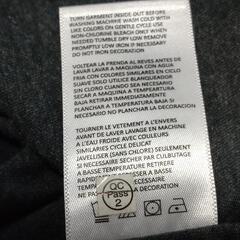 TURN GARMENT INSIDE OUT BEFORE
WASHING MACHINE WASH COLD WITH
LIKE COLORS ON GENTLE CYCLE USE
NON-CHLORINE BLEACH ONLY WHEN
NEEDED TUMBLE DRY LOW REMOVE
PROMPTLY LOW IRON IF NECESSARY
DO NOT IRON DECORATION
VOLTEAR LA PRENDA AL REVES ANTES
DE LAVAR LAVAR A MAQUINA CON AGUA
FRIA CON COLORES SIMILARES EN CICLO
SUAVE SOLO UTILICE BLANQUEADOR
SIN CLORO CUANDO SEA NECESARIO
SECAR A MAQUINA A TEMPERATURA
BAJA RETIRAR INMEDIATAMENTE
PLANCHAR A TEMPERATURA BAJA SI ES
NECESARIO NO PLANCHAR DECORACION
TOURNER LE VETEMENT A L'ENVERS
AVANT DE LAVER LAVAGE EN MACHINE
A FROID AVEC COULEURS
SIMILAIRES CYCLE DELICAT
JAVELLISER (SANS CHLORE) SEULEMENT
SI NECESSAIRE SECHER PAR CULBUTAGE
A BASSE TEMPERATURE RETIRER
RAPIDEMENT
TEMPERATURE
NECESSAIRE
DECORATION
QC
Pass
2